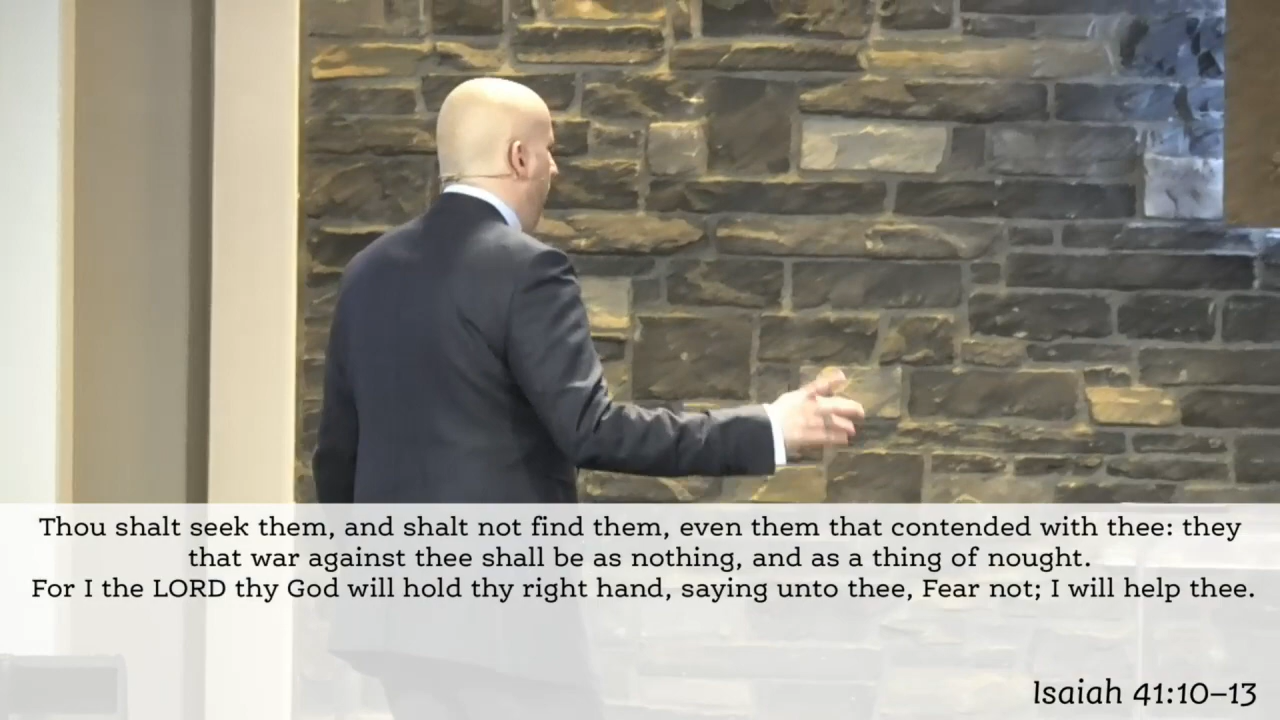 Thou shalt seek them, and shalt not find them, even them that contended with thee: they
that war against thee shall be as nothing, and as a thing of nought.
For I the LORD thy God will hold thy right hand, saying unto thee, Fear not; I will help thee.
Isaiah 41:10–13